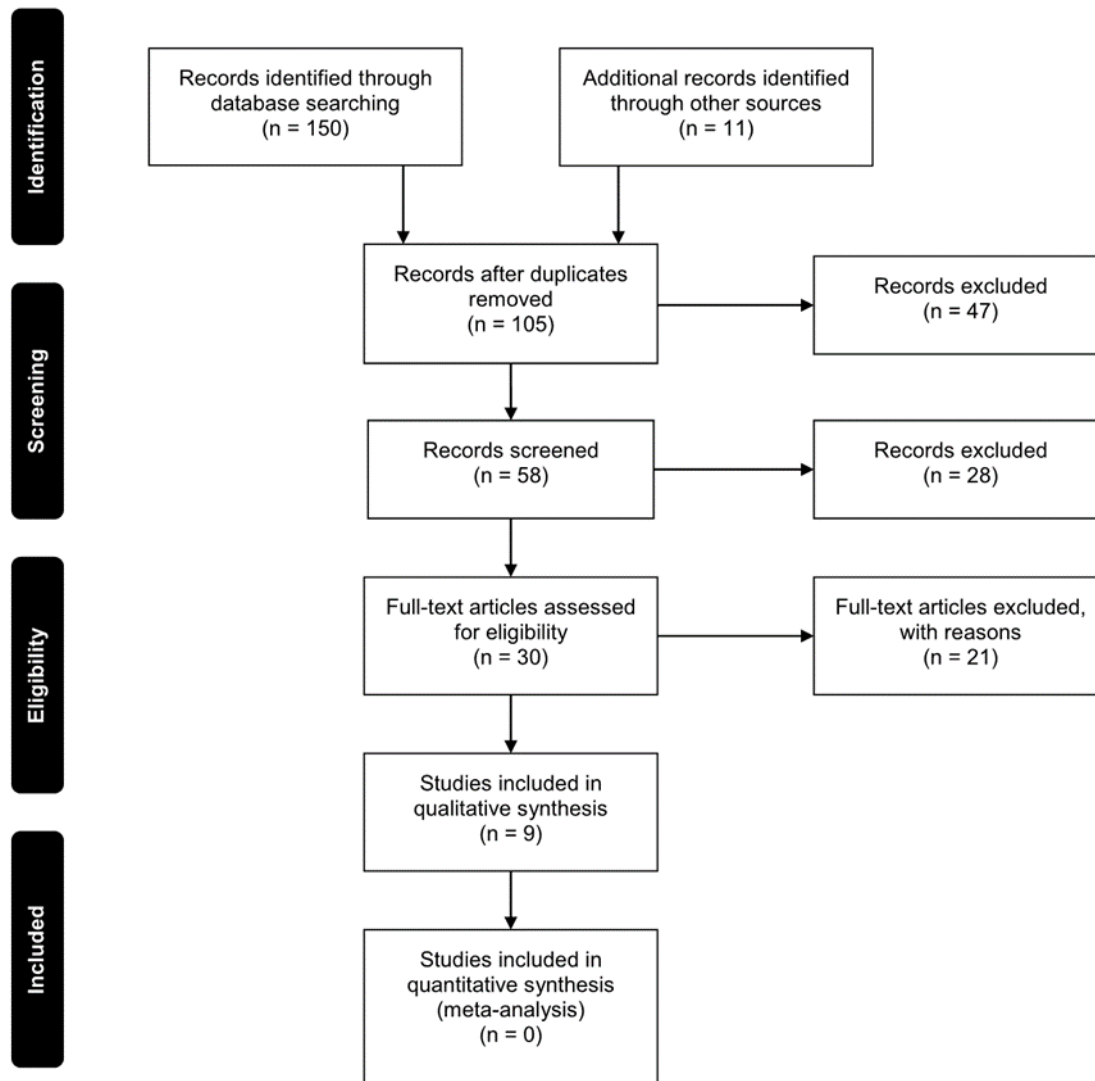 Identification
Records identified through
database searching
(n = 150)
Additional records identified
through other sources
(n = 11)
Records after duplicates
removed
(n = 105)
Records excluded
(n = 47)
Screening
Records screened
(n = 58)
Records excluded
(n = 28)
Eligibility
Full-text articles assessed
for eligibility
(n = 30)
Full-text articles excluded,
with reasons
(n = 21)
Studies included in
qualitative synthesis
(n = 9)
Included
Studies included in
quantitative synthesis
(meta-analysis)
(n = 0)